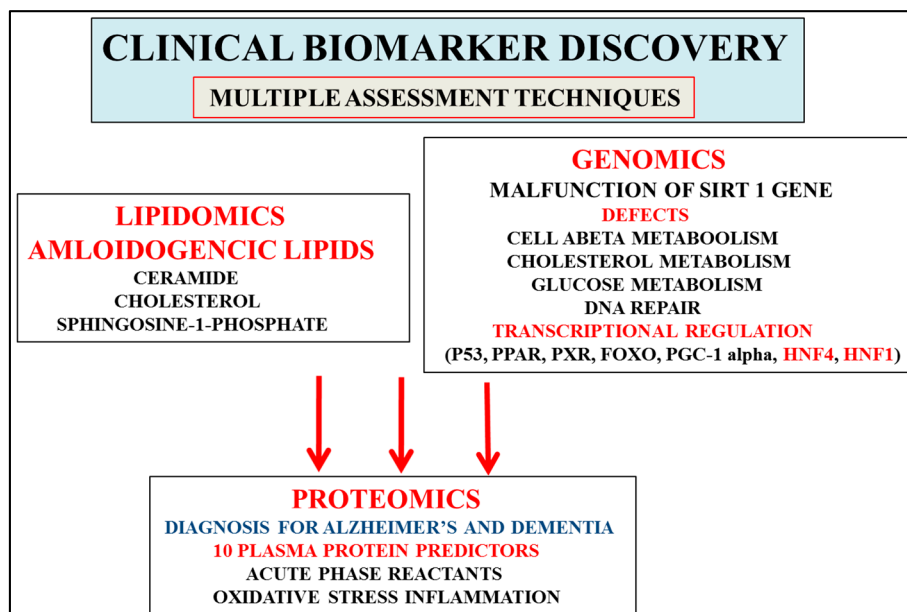 CLINICAL BIOMARKER DISCOVERY
MULTIPLE ASSESSMENT TECHNIQUES
LIPIDOMICS
AMLOIDOGENCIC LIPIDS
CERAMIDE
CHOLESTEROL
SPHINGOSINE-1-PHOSPHATE
GENOMICS
MALFUNCTION OF SIRT 1 GENE
DEFECTS
CELL ABETA METABOOLISM
CHOLESTEROL METABOLISM
GLUCOSE METABOLISM
DNA REPAIR
TRANSCRIPTIONAL REGULATION
(P53, PPAR, PXR, FOXO, PGC-1 alpha, HNF4, HNF1)
PROTEOMICS
DIAGNOSIS FOR ALZHEIMER’S AND DEMENTIA
10 PLASMA PROTEIN PREDICTORS
ACUTE PHASE REACTANTS
OXIDATIVE STRESS INFLAMMATION